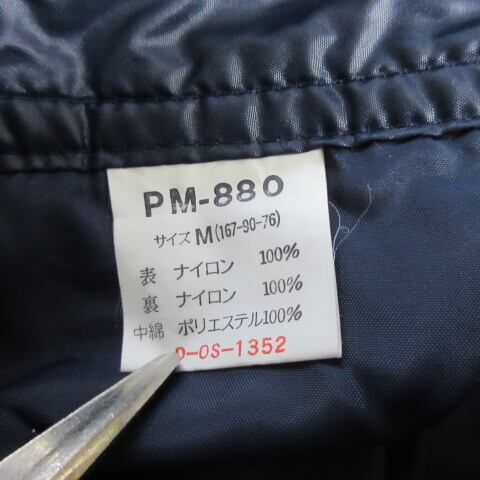 PM-880
サイズ M(167-90-76)
表 ナイロン 100%
裏 ナイロン 100%
中綿 ポリエステル100%
-OS-1352